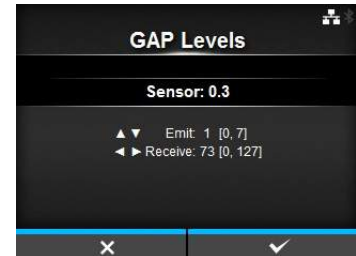 GAP Levels
Sensor: 0.3
▲ ▼ Emit: 1 [0, 7]
◄ ► Receive: 73 [0, 127]